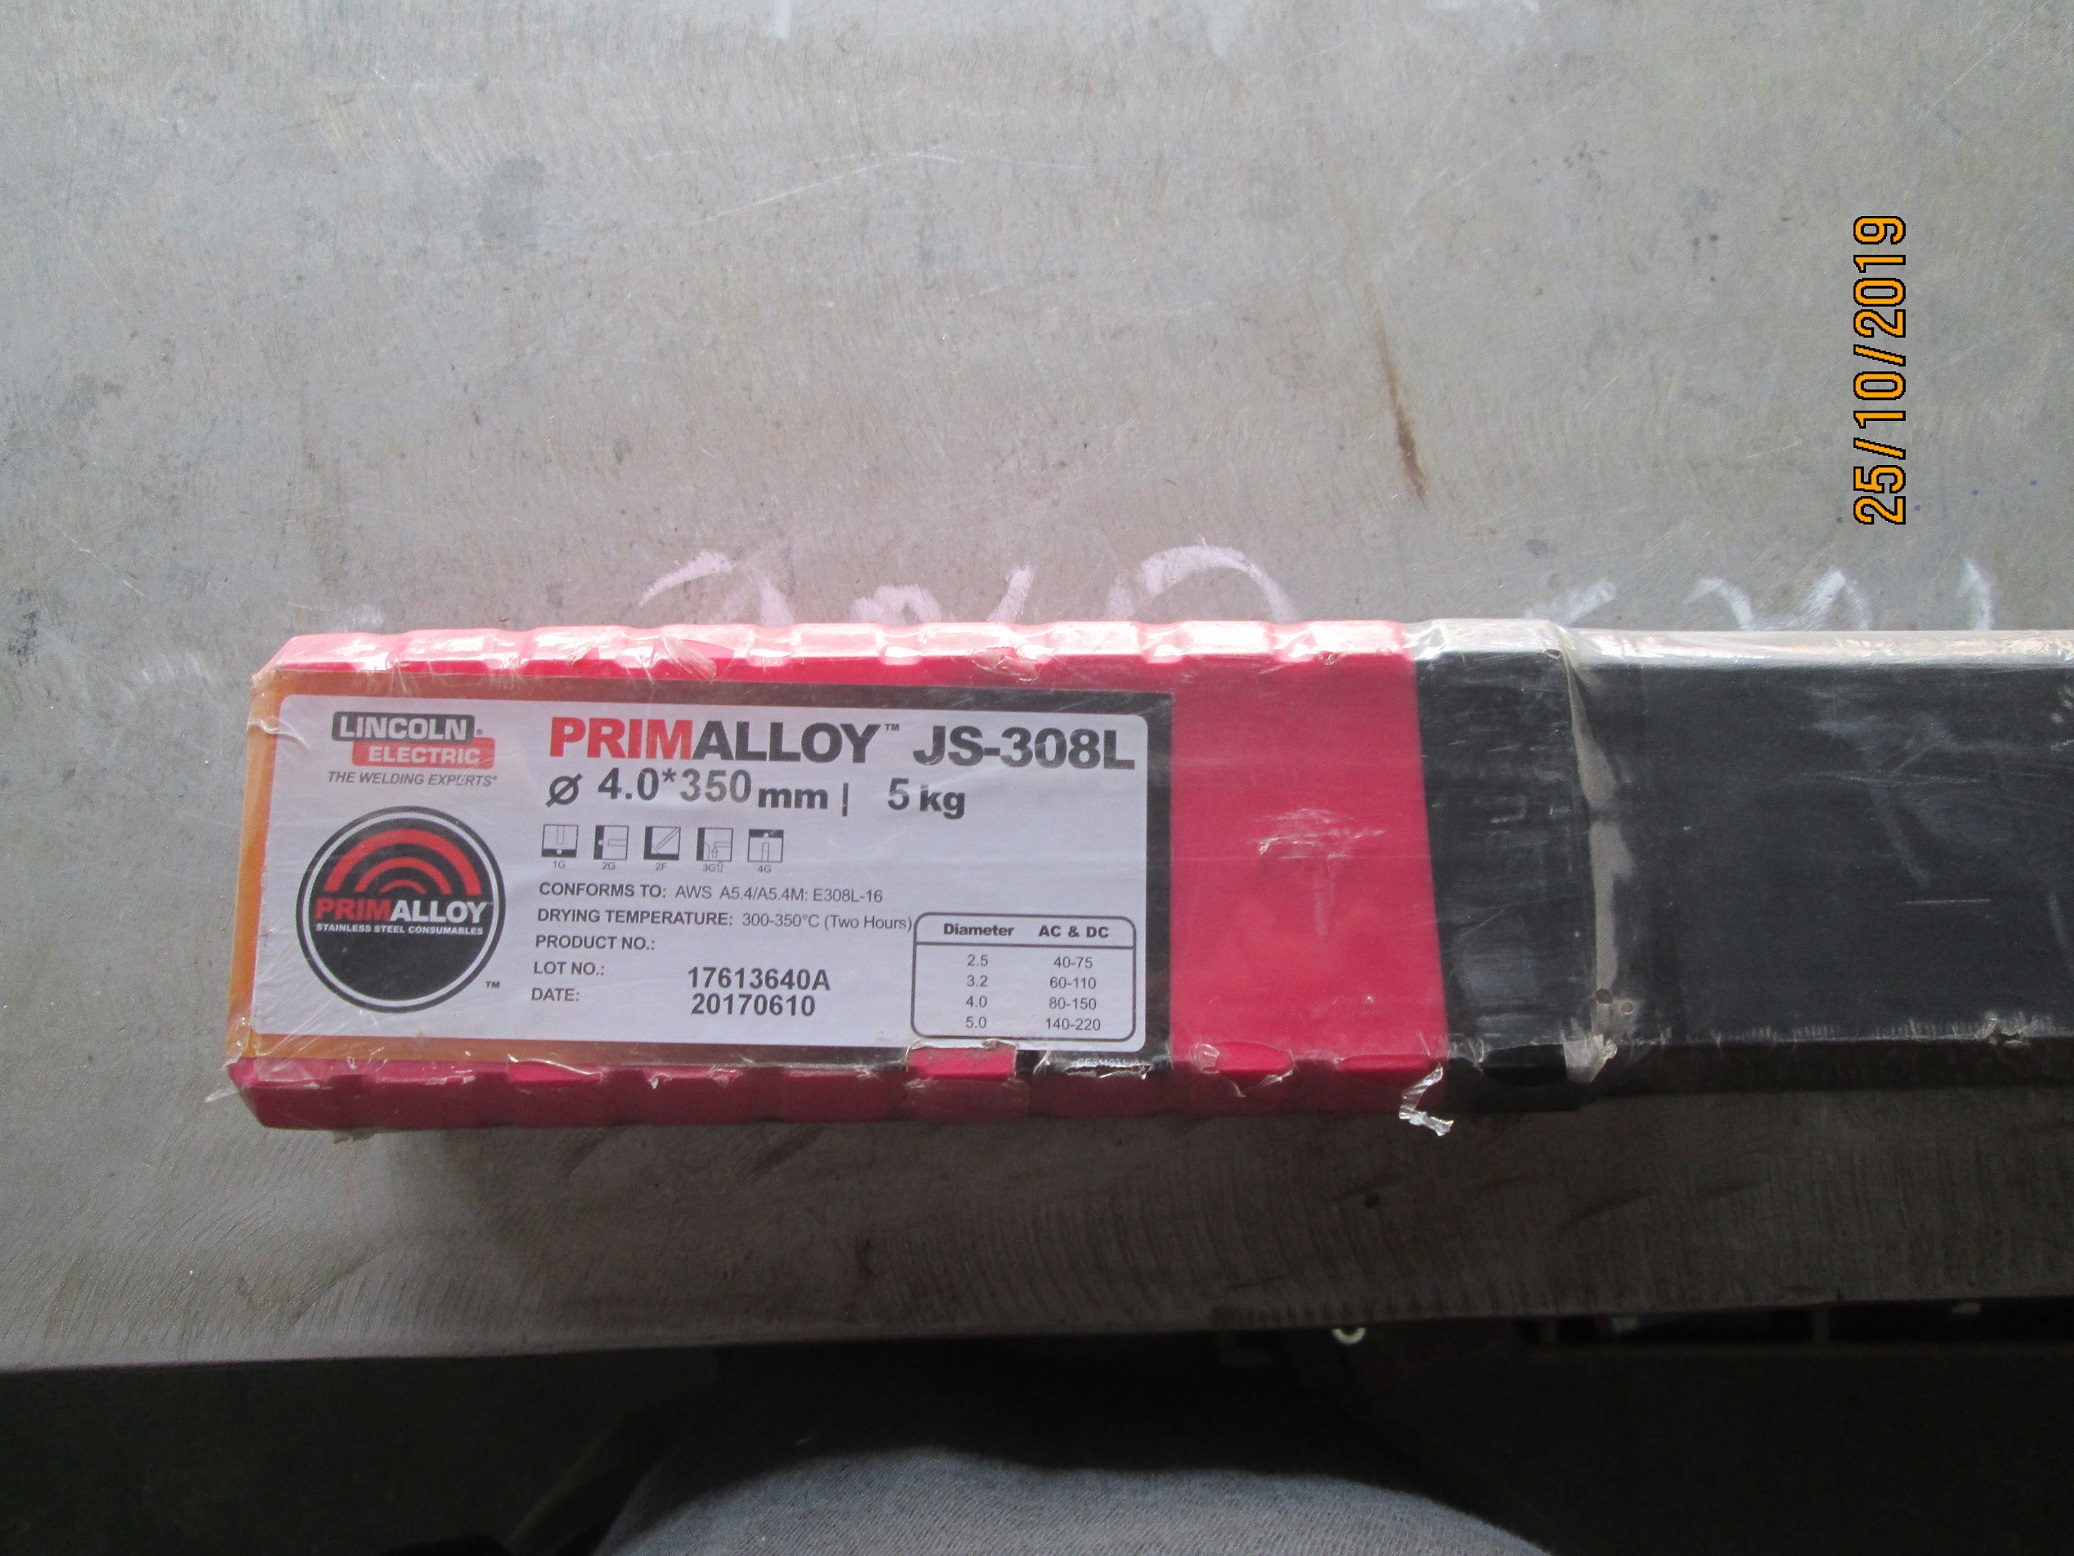 25/10/2019
LINCOLN
ELECTRIC
THE WELDING EXPERTS®
PRIMALLOY™ JS-308L
Ø 4.0*350 mm | 5 kg
1G 2G 2F 3G 4G
CONFORMS TO: AWS A5.4/A5.4M: E308L-16
DRYING TEMPERATURE: 300-350°C (Two Hours)
PRODUCT NO.:
LOT NO.: 17613640A
DATE: 20170610
PRIMALLOY
STAINLESS STEEL CONSUMABLES
™
Diameter AC & DC
2.5 40-75
3.2 60-110
4.0 80-150
5.0 140-220